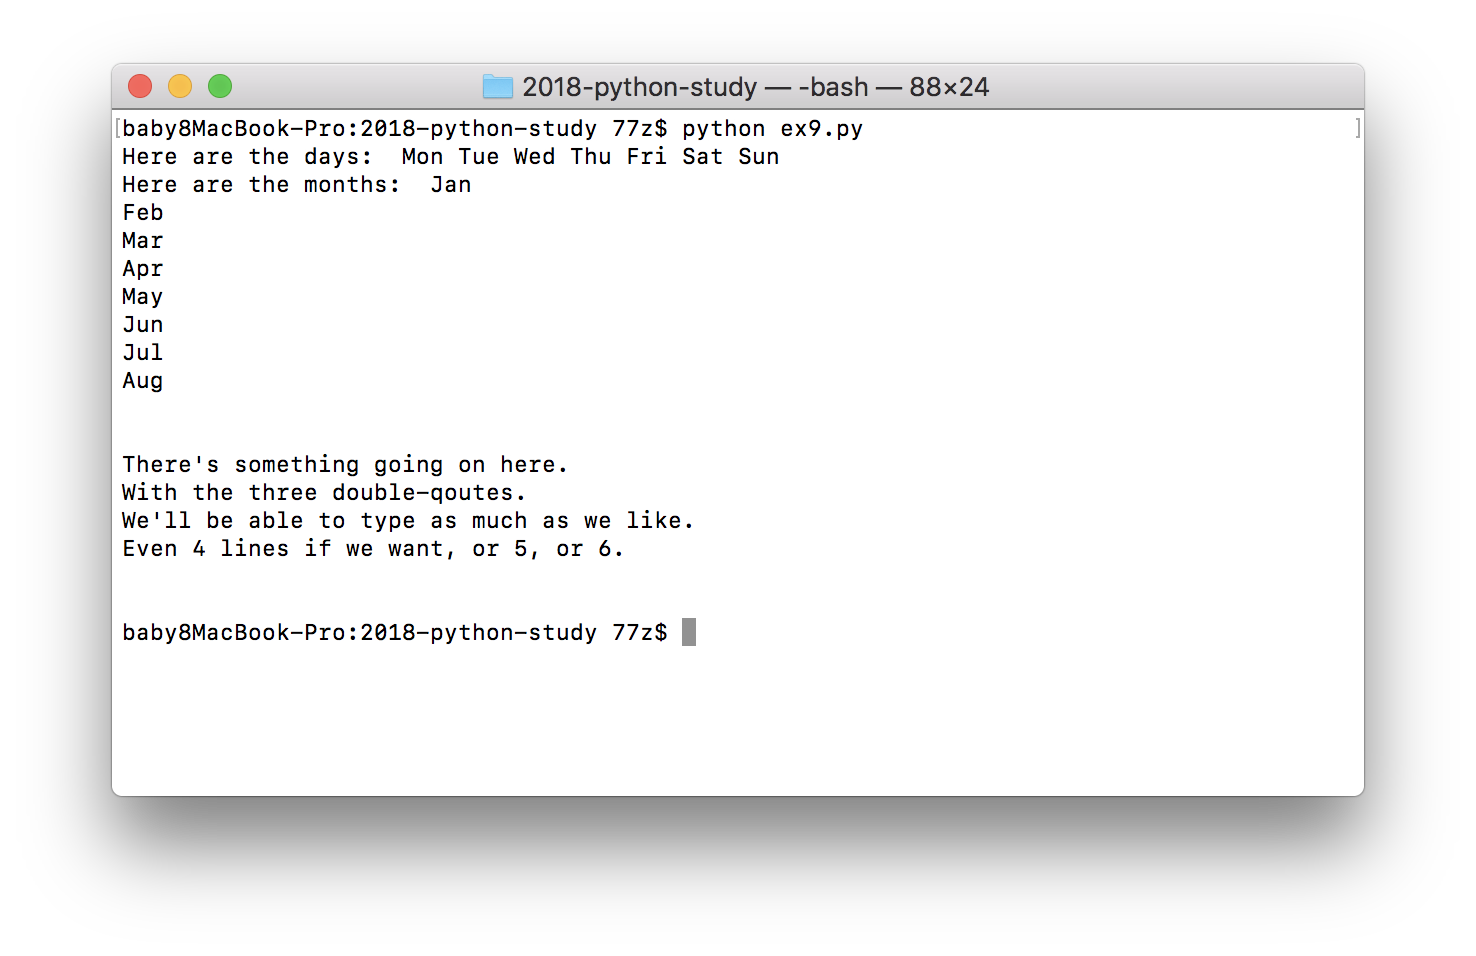 2018-python-study — -bash — 88×24
[baby8MacBook-Pro:2018-python-study 77z$ python ex9.py ]
Here are the days:  Mon Tue Wed Thu Fri Sat Sun
Here are the months:  Jan
Feb
Mar
Apr
May
Jun
Jul
Aug
There's something going on here.
With the three double-qoutes.
We'll be able to type as much as we like.
Even 4 lines if we want, or 5, or 6.
baby8MacBook-Pro:2018-python-study 77z$